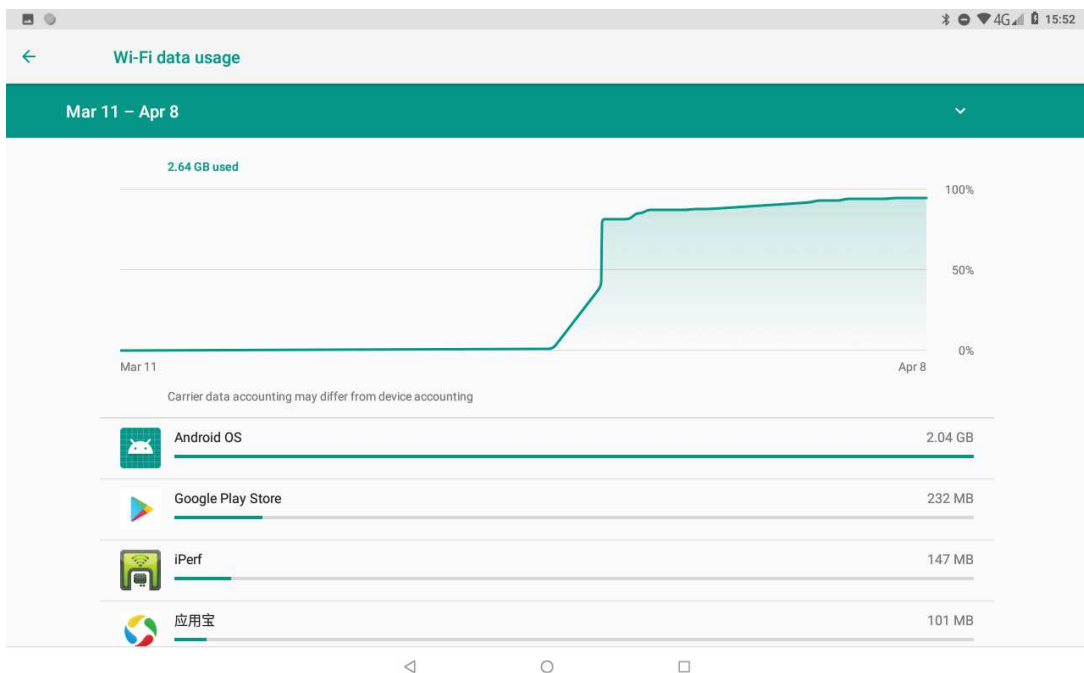 4G 15:52
Wi-Fi data usage
Mar 11 – Apr 8
2.64 GB used
100%
50%
0%
Mar 11 Apr 8
Carrier data accounting may differ from device accounting
Android OS 2.04 GB
Google Play Store 232 MB
iPerf 147 MB
应用宝 101 MB